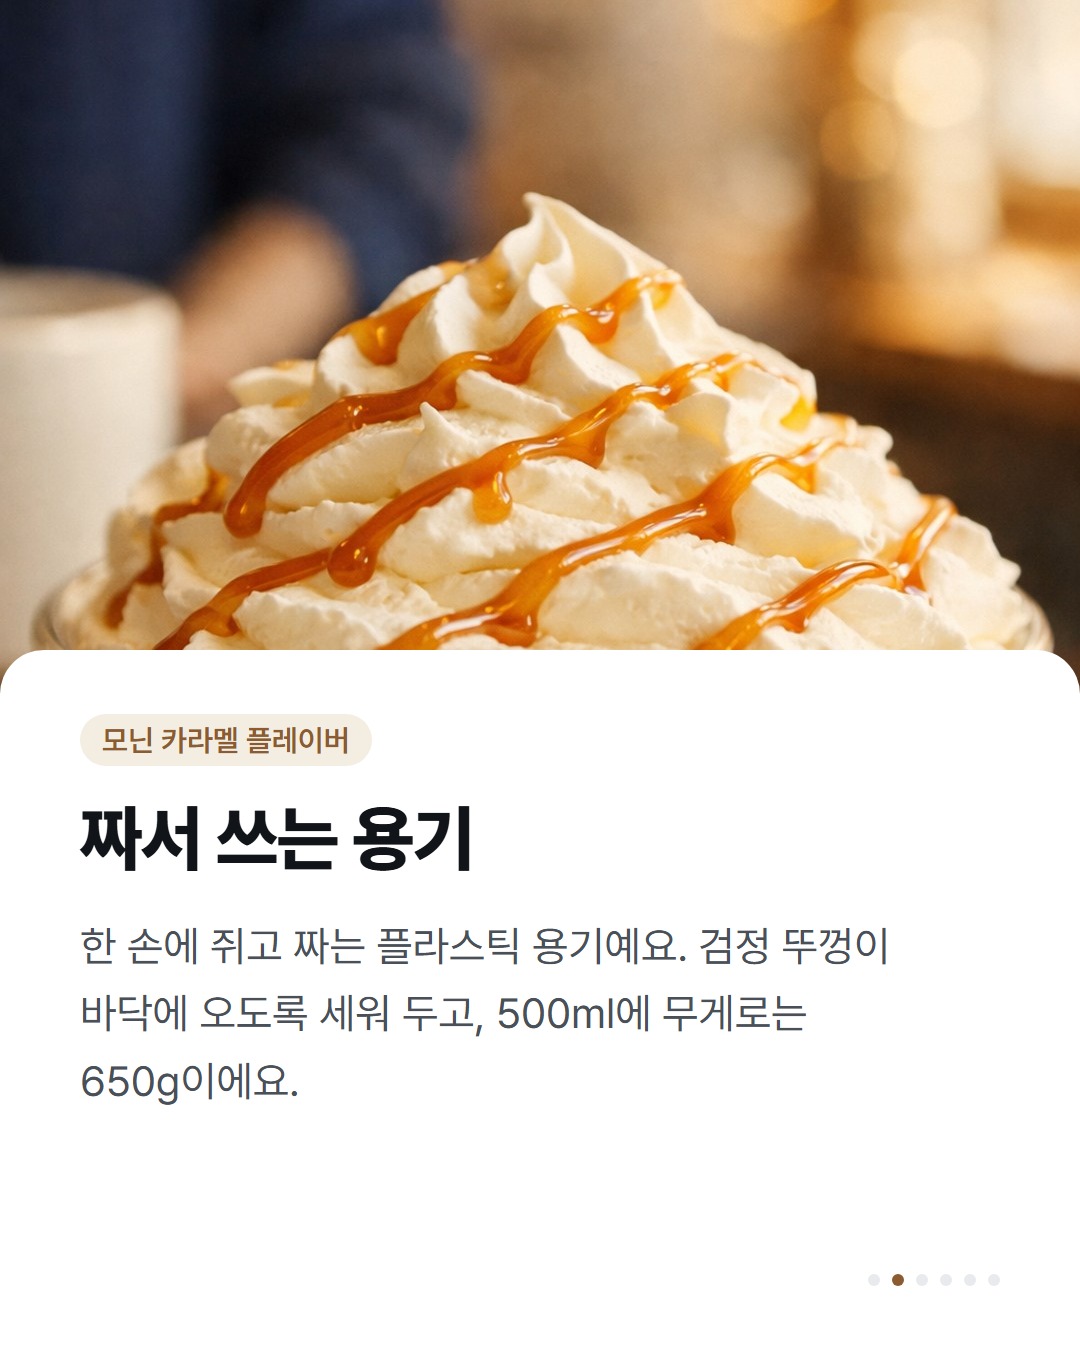 모닌 카라멜 플레이버
짜서 쓰는 용기
한 손에 쥐고 짜는 플라스틱 용기예요. 검정 뚜껑이
바닥에 오도록 세워 두고, 500ml에 무게로는
650g이에요.